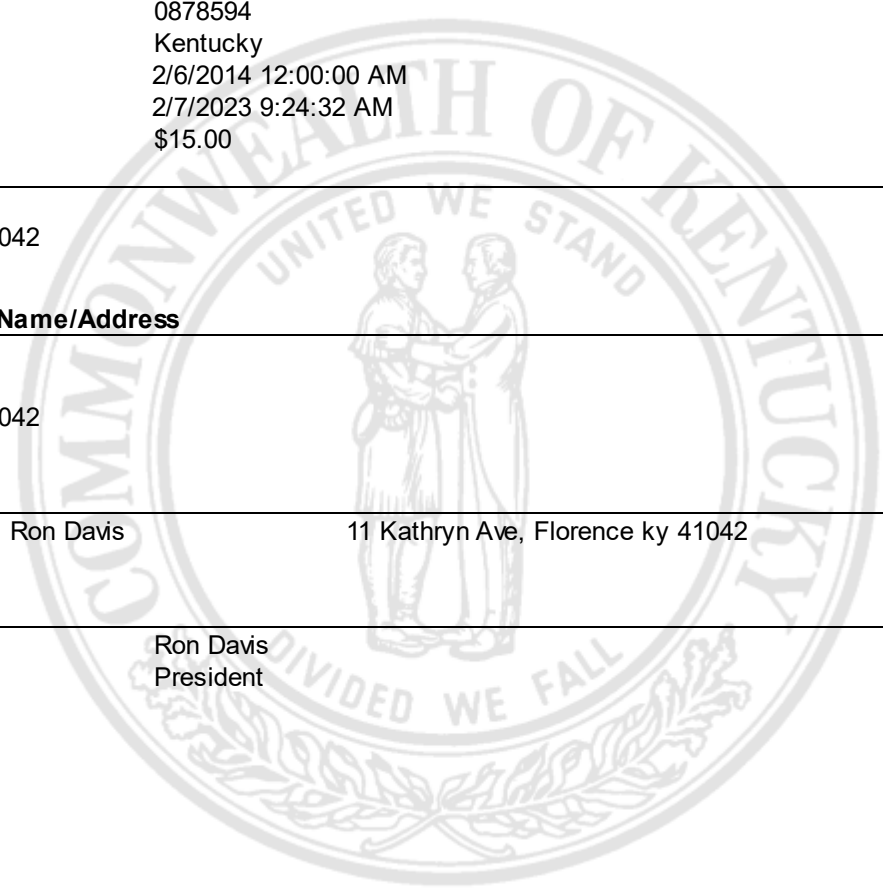 0878594
Kentucky
2/6/2014 12:00:00 AM
2/7/2023 9:24:32 AM
$15.00
COMMONWEALTH OF KENTUCKY
UNITED WE STAND
042
Name/Address
042
Ron Davis 11 Kathryn Ave, Florence ky 41042
Ron Davis
President
DIVIDED WE FALL